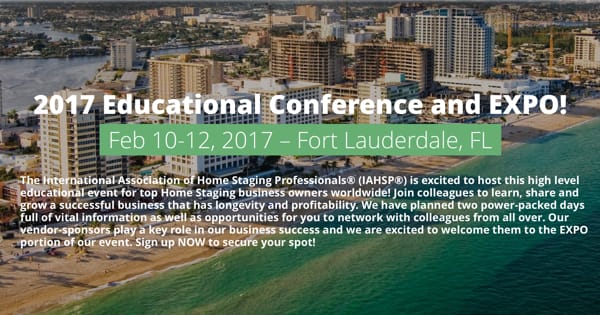 2017 Educational Conference and EXPO!
Feb 10-12, 2017 – Fort Lauderdale, FL
The International Association of Home Staging Professionals® (IAHSP®) is excited to host this high level
educational event for top Home Staging business owners worldwide! Join colleagues to learn, share and
grow a successful business that has longevity and profitability. We have planned two power-packed days
full of vital information as well as opportunities for you to network with colleagues from all over. Our
vendor-sponsors play a key role in our business success and we are excited to welcome them to the EXPO
portion of our event. Sign up NOW to secure your spot!